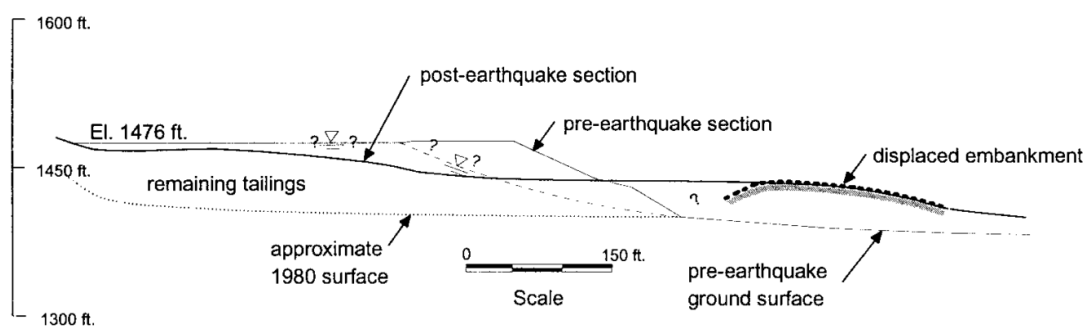 1600 ft.
post-earthquake section
El. 1476 ft.
? ?
?
?
pre-earthquake section
displaced embankment
1450 ft.
remaining tailings
?
approximate
1980 surface
0 150 ft.
Scale
pre-earthquake
ground surface
1300 ft.